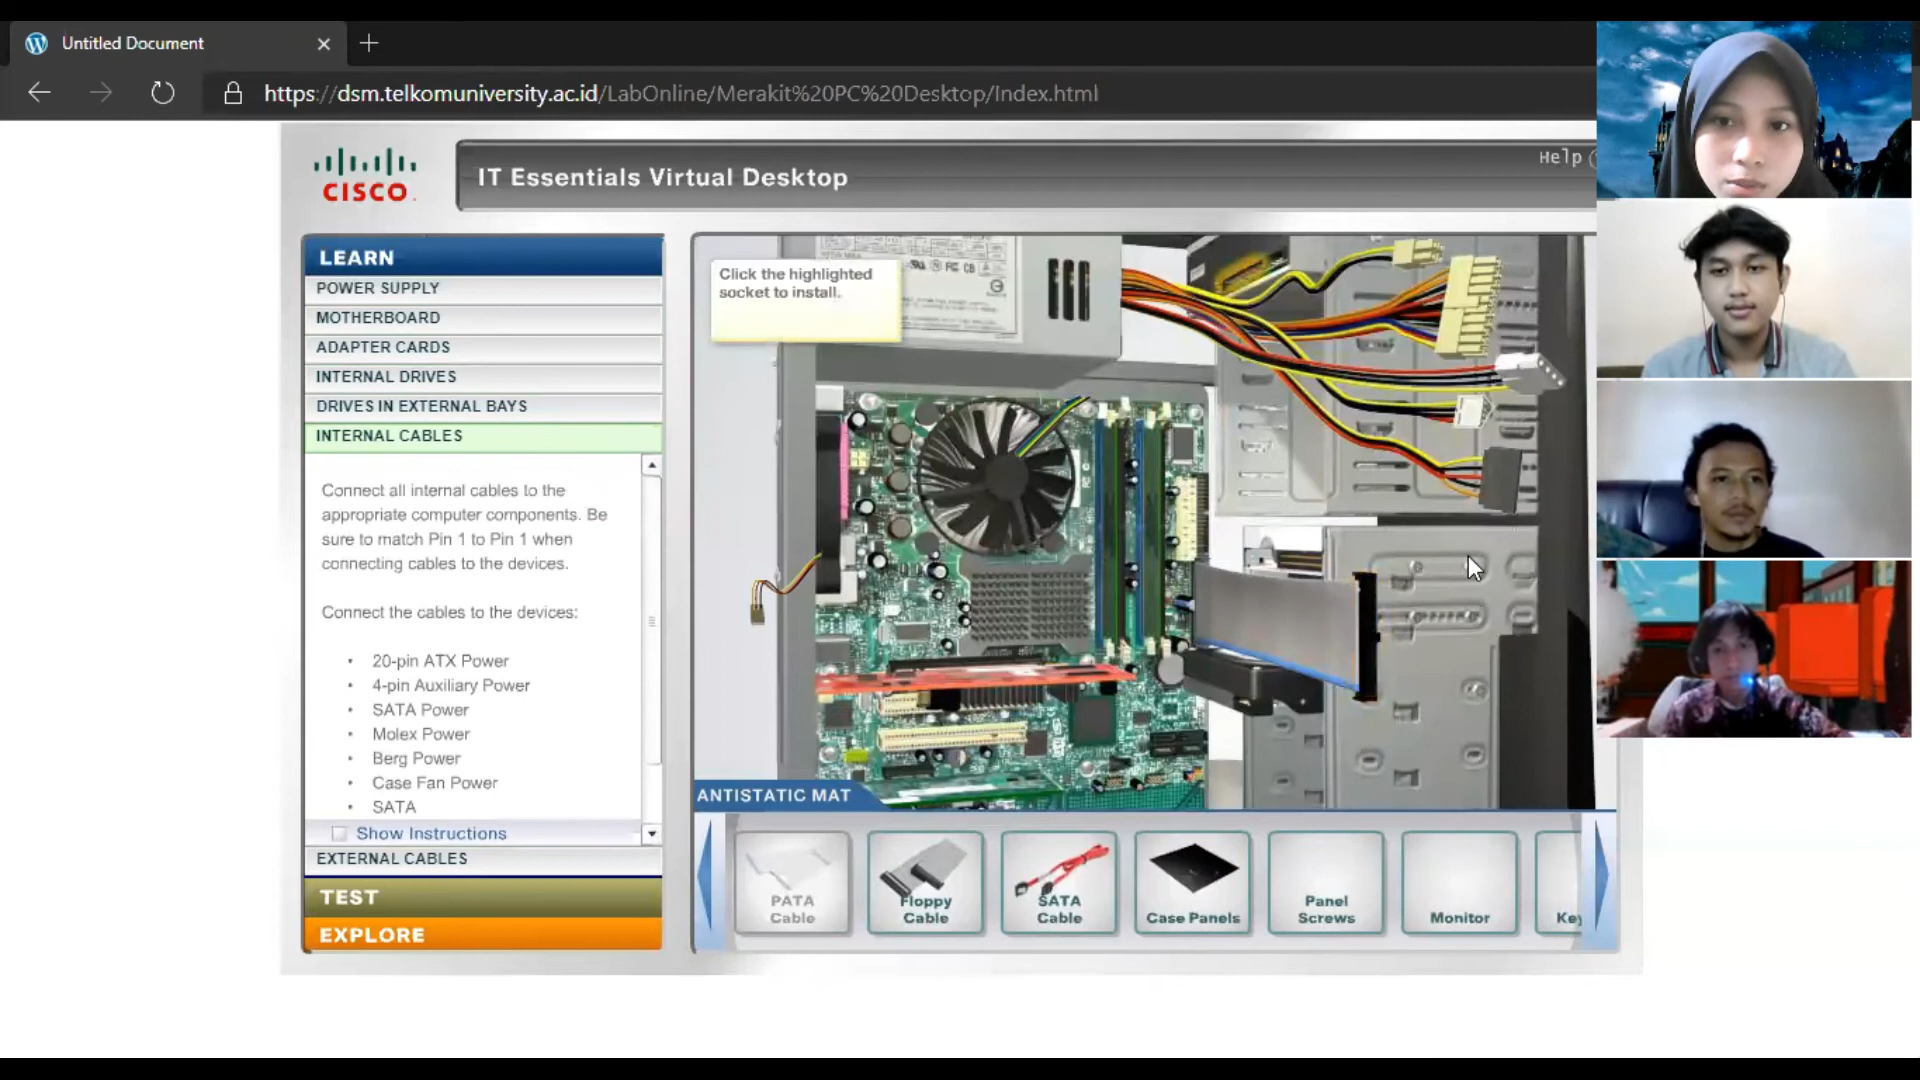 Untitled Document
https://dsm.telkomuniversity.ac.id/LabOnline/Merakit%20PC%20Desktop/Index.html
CISCO
IT Essentials Virtual Desktop
Help
LEARN
POWER SUPPLY
MOTHERBOARD
ADAPTER CARDS
INTERNAL DRIVES
DRIVES IN EXTERNAL BAYS
INTERNAL CABLES
Connect all internal cables to the
appropriate computer components. Be
sure to match Pin 1 to Pin 1 when
connecting cables to the devices.
Connect the cables to the devices:
• 20-pin ATX Power
• 4-pin Auxiliary Power
• SATA Power
• Molex Power
• Berg Power
• Case Fan Power
• SATA
Show Instructions
EXTERNAL CABLES
TEST
EXPLORE
Click the highlighted
socket to install.
ANTISTATIC MAT
PATA
Cable
Floppy
Cable
SATA
Cable
Case Panels
Panel
Screws
Monitor
Key